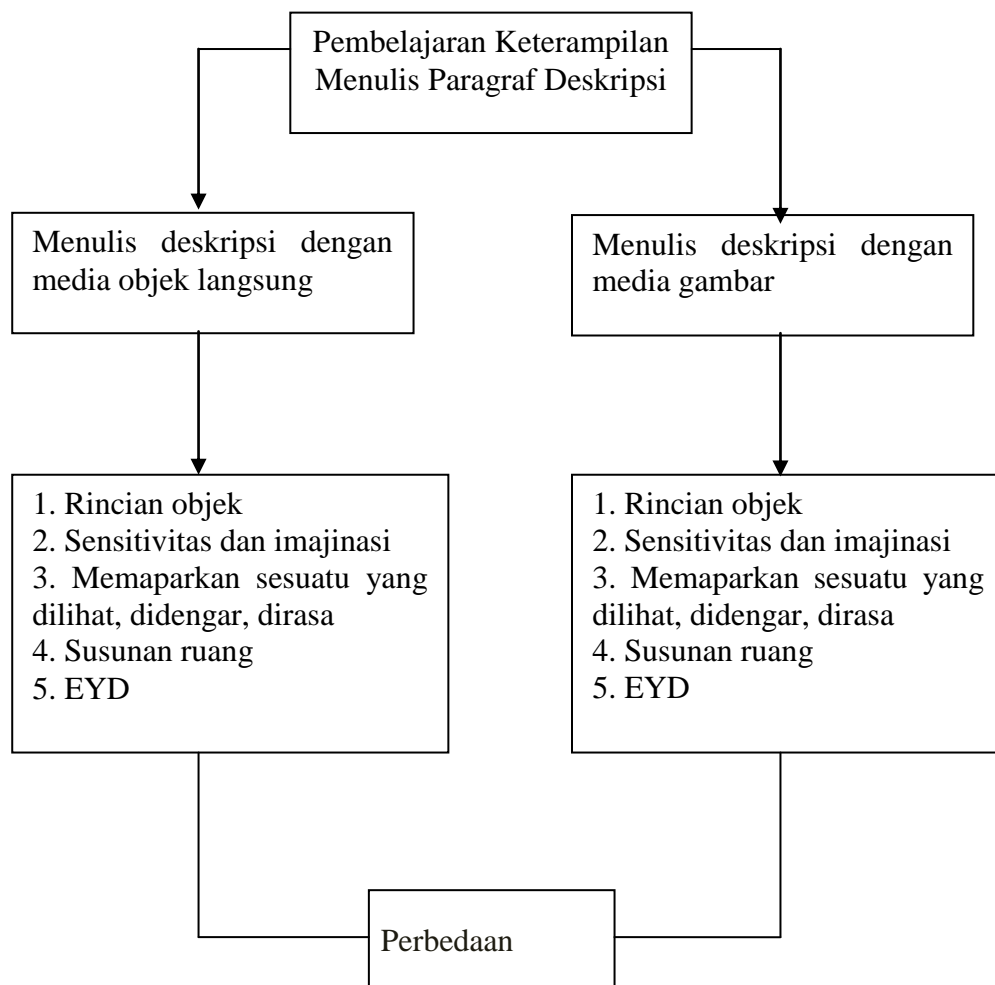 Pembelajaran Keterampilan
Menulis Paragraf Deskripsi
Menulis deskripsi dengan
media objek langsung
Menulis deskripsi dengan
media gambar
1. Rincian objek
2. Sensitivitas dan imajinasi
3. Memaparkan sesuatu yang
dilihat, didengar, dirasa
4. Susunan ruang
5. EYD
1. Rincian objek
2. Sensitivitas dan imajinasi
3. Memaparkan sesuatu yang
dilihat, didengar, dirasa
4. Susunan ruang
5. EYD
Perbedaan